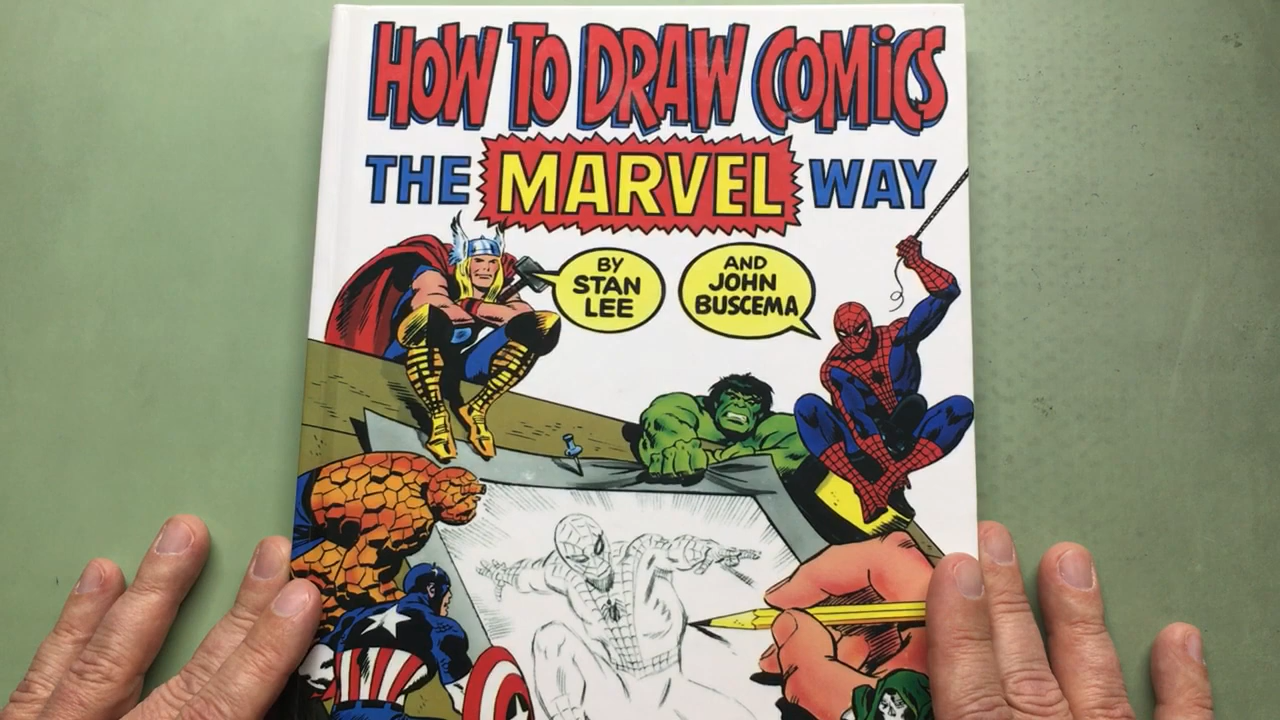 HOW TO DRAW COMICS
THE MARVEL WAY
BY
STAN
LEE
AND
JOHN
BUSCEMA